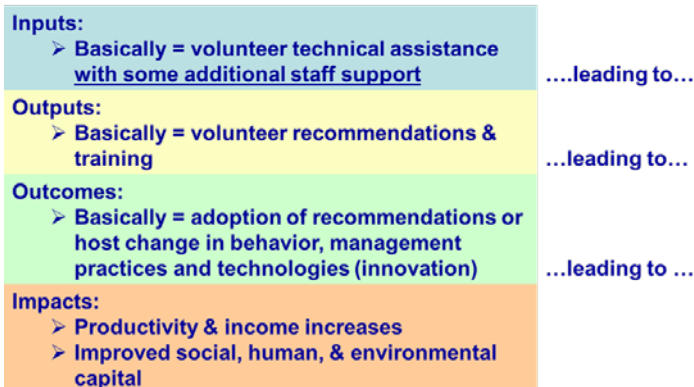 Inputs:
➢ Basically = volunteer technical assistance
with some additional staff support ….leading to…
Outputs:
➢ Basically = volunteer recommendations &
training …leading to…
Outcomes:
➢ Basically = adoption of recommendations or
host change in behavior, management
practices and technologies (innovation) …leading to …
Impacts:
➢ Productivity & income increases
➢ Improved social, human, & environmental
capital